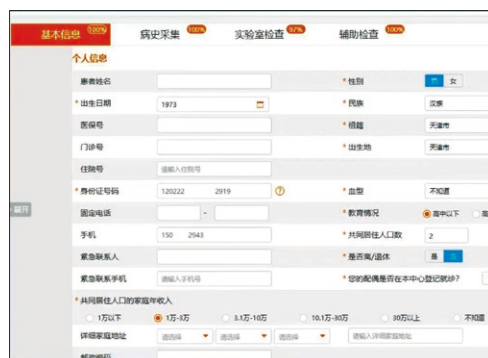 基本信息 100% 病史采集 100% 实验室检查 97% 辅助检查 100%
个人信息
患者姓名 * 性别 男 女
* 出生日期 1973 * 民族 汉族
医保号 * 籍贯 天津市
门诊号 * 出生地 天津市
住院号 请输入住院号
* 身份证号码 120222 2919 * 血型 不知道
展开
固定电话 - * 教育情况 高中以下
手机 150 2943 * 共同居住人口数 2
紧急联系人 * 是否离/退休 是 否
紧急联系手机 请输入手机号 * 您的配偶是否在本中心登记就诊?
* 共同居住人口的家庭年收入
1万以下 1万-3万 3.1万-10万 10.1万-30万 30万以上 不知道
详细家庭地址 请选择 请选择 请选择 请输入详细家庭地址
邮政编码